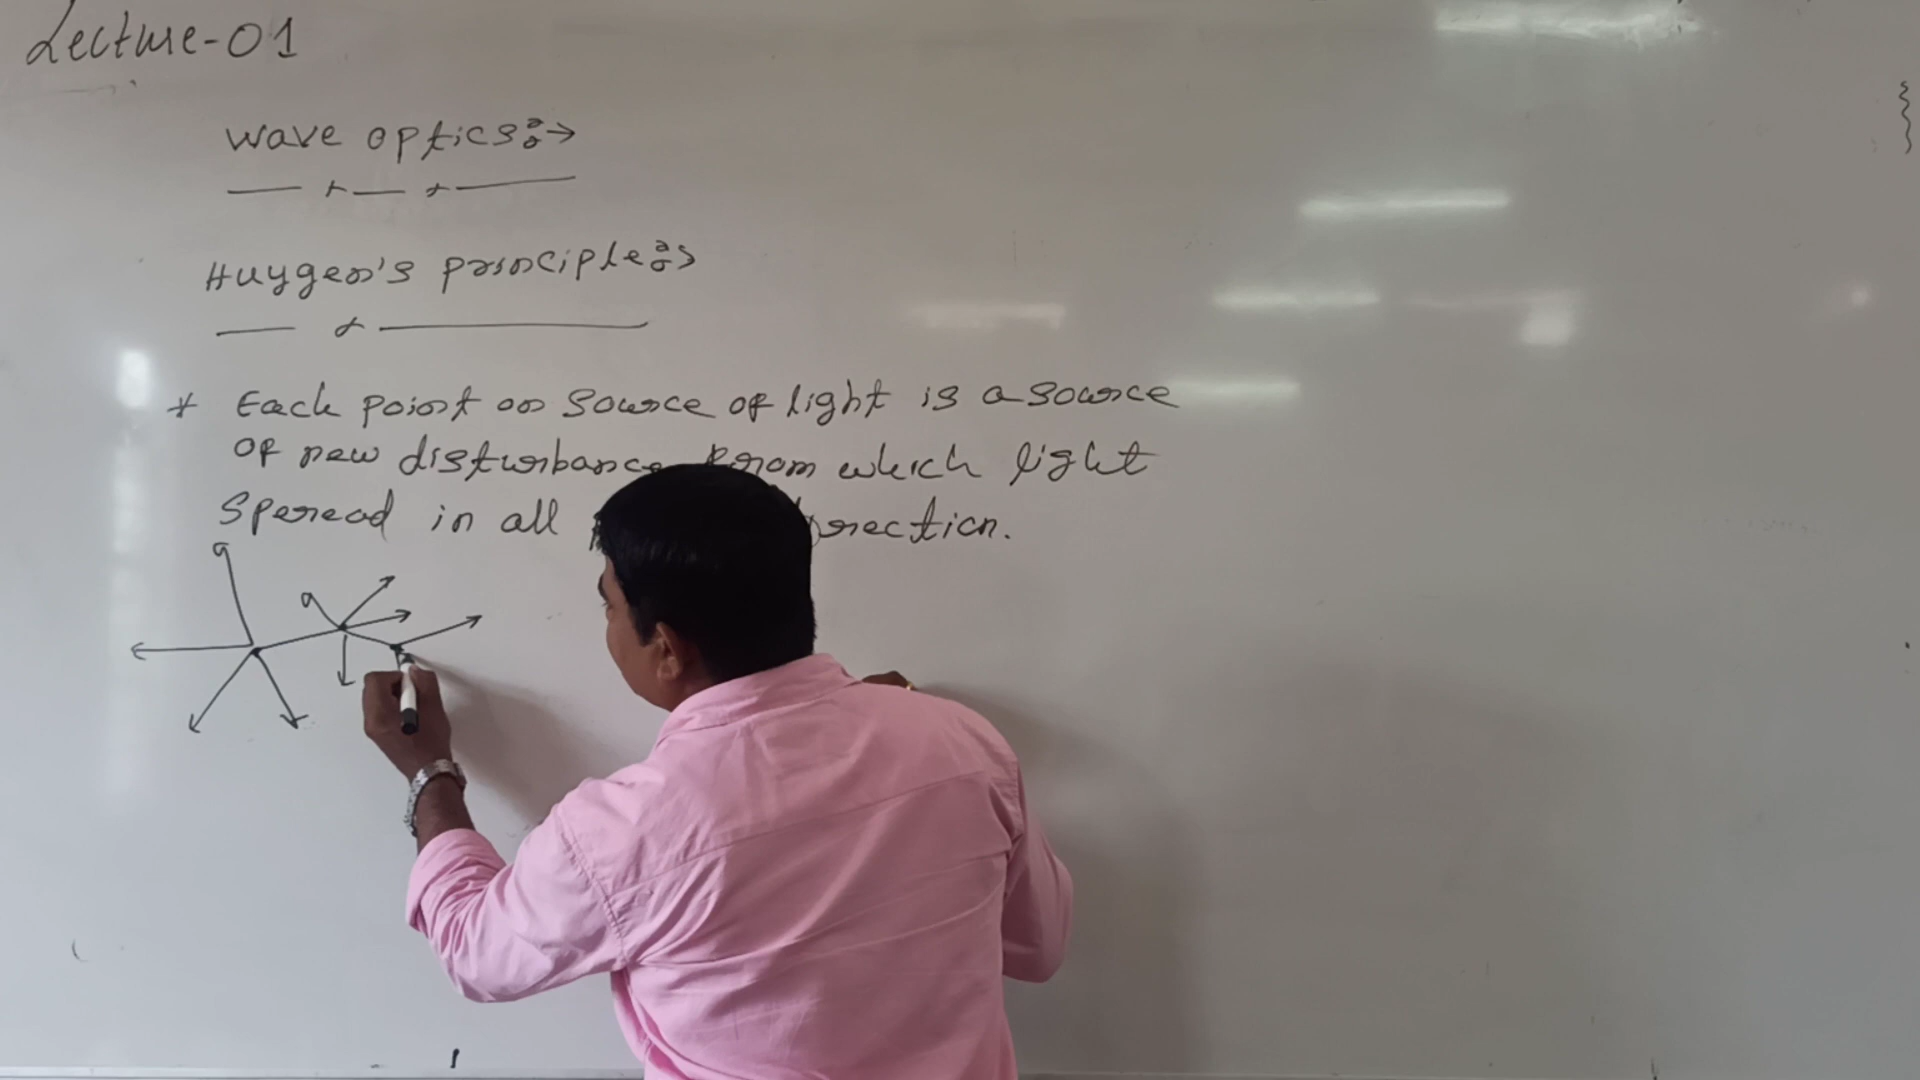 Lecture-01
Wave optics:→
Huygen's principle:→
* Each point on source of light is a source
of new disturbance from which light
spread in all direction.